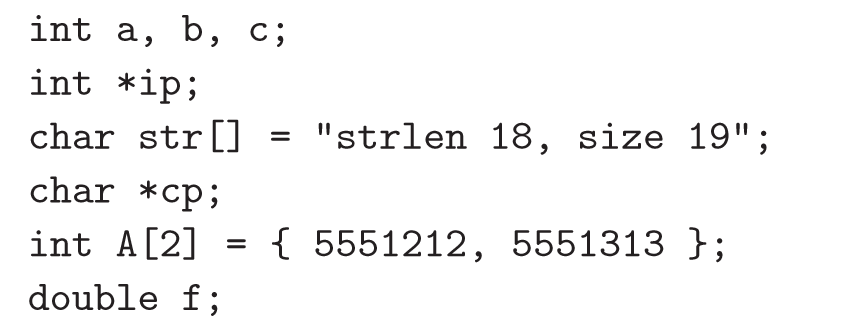 int a, b, c;
int *ip;
char str[] = "strlen 18, size 19";
char *cp;
int A[2] = { 5551212, 5551313 };
double f;